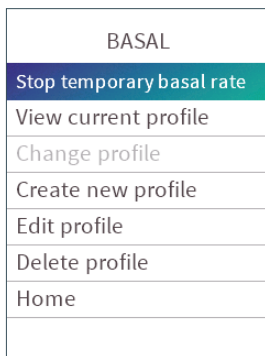 BASAL
Stop temporary basal rate
View current profile
Change profile
Create new profile
Edit profile
Delete profile
Home